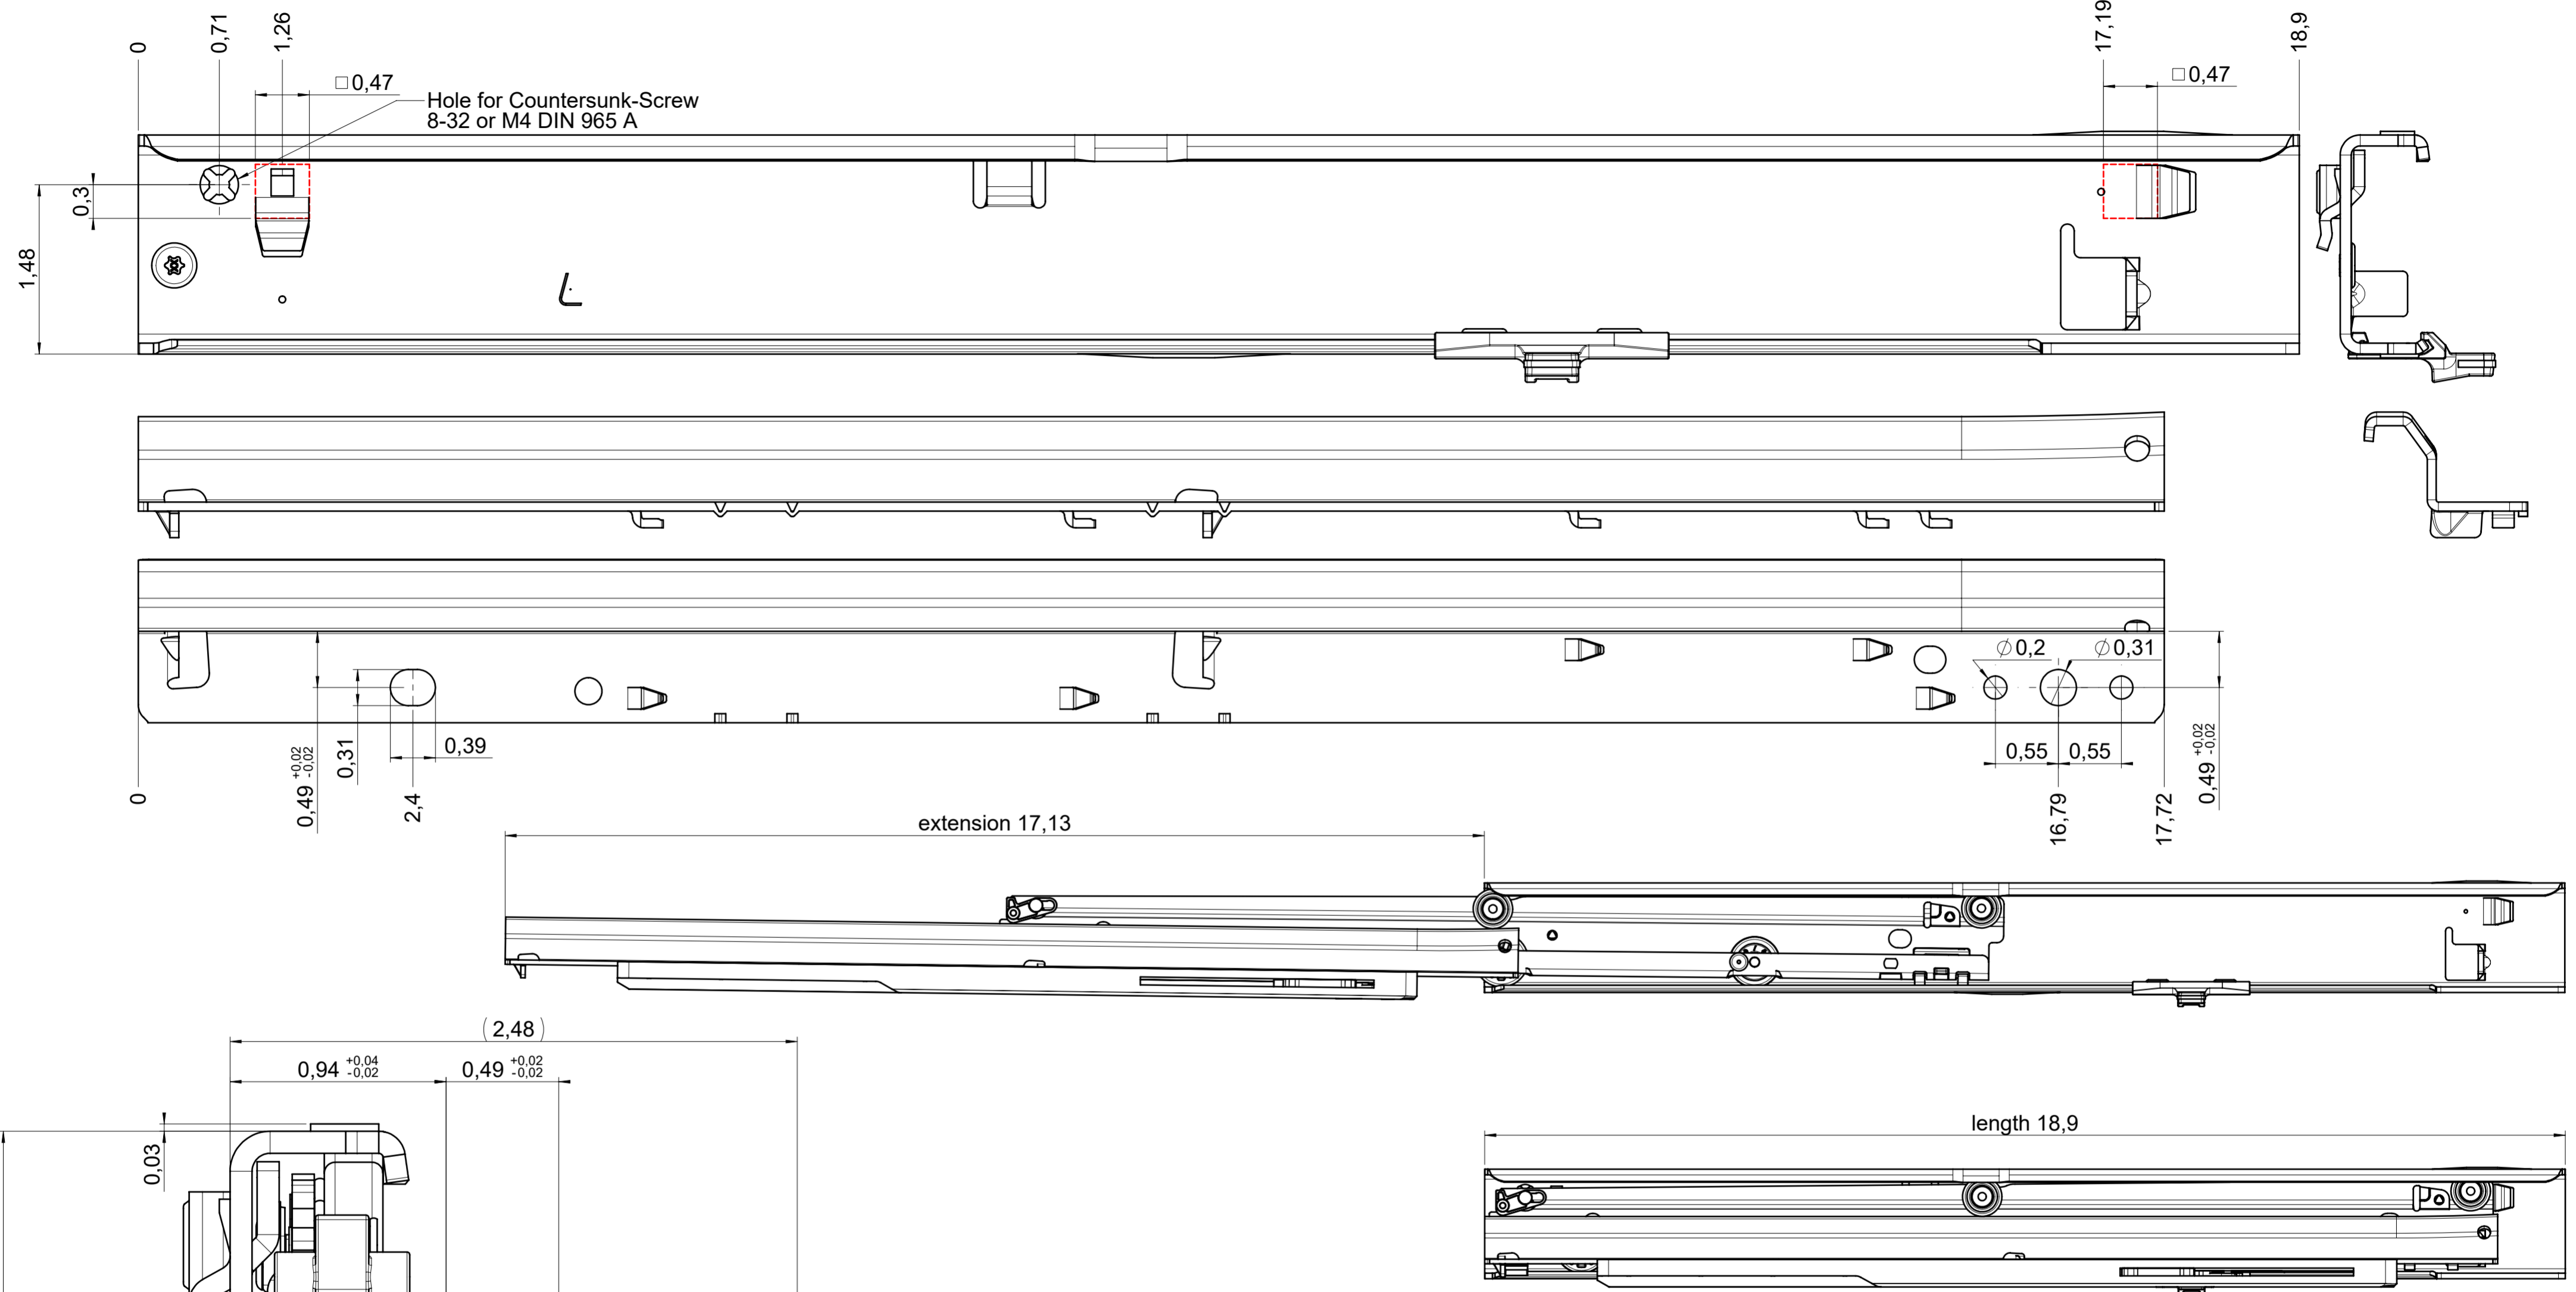 0
0,71
1,26
17,19
18,9
□ 0,47
□ 0,47
Hole for Countersunk-Screw
8-32 or M4 DIN 965 A
0,3
1,48
∅ 0,2
∅ 0,31
0,49 +0,02 -0,02
0,31
0,39
0,55
0,55
0,49 +0,02 -0,02
0
2,4
16,79
17,72
extension 17,13
(2,48)
0,94 +0,04 -0,02
0,49 +0,02 -0,02
0,03
length 18,9